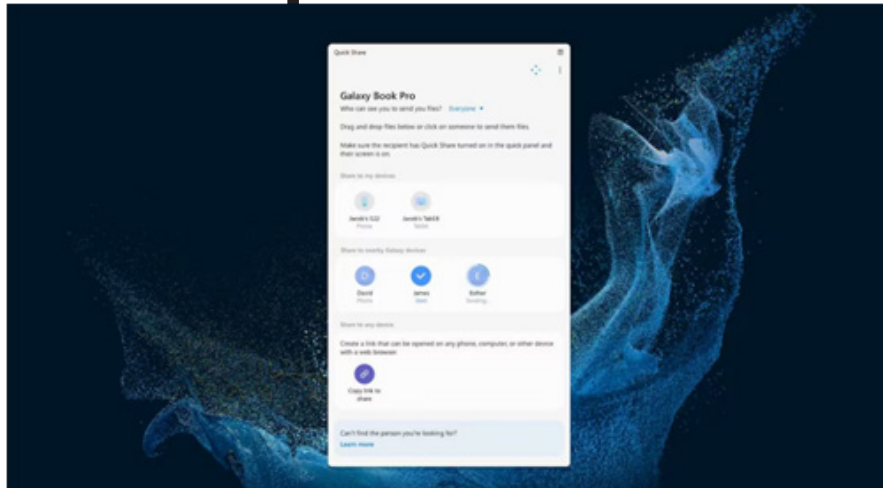 Quick Share
Galaxy Book Pro
Who can see you to send you files? Everyone
Drag and drop files below or click on someone to send them files.
Make sure the recipient has Quick Share turned on in the quick panel and
their screen is on.
Share to my devices
Jacob's S22
Phone
Jacob's TabS8
Tablet
Share to nearby Galaxy devices
D
David
Phone
James
Sent
E
Esther
Sending...
Share to any device
Create a link that can be opened on any phone, computer, or other device
with a web browser.
Copy link to
share
Can't find the person you're looking for?
Learn more